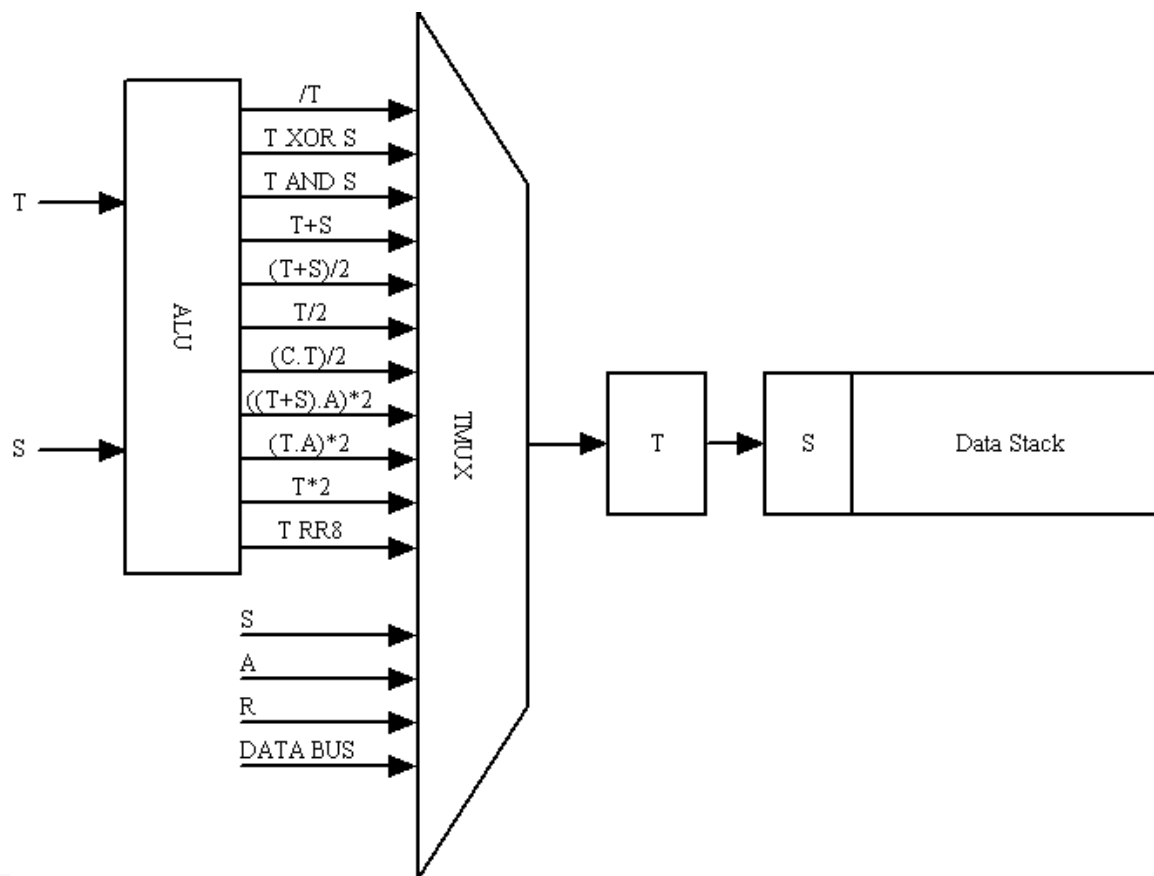 /T
T XOR S
T AND S
T
T+S
(T+S)/2
T/2
ALU
(C.T)/2
((T+S).A)*2
(T.A)*2
S
T*2
T RR8
TMUX
T
S
Data Stack
S
A
R
DATA BUS